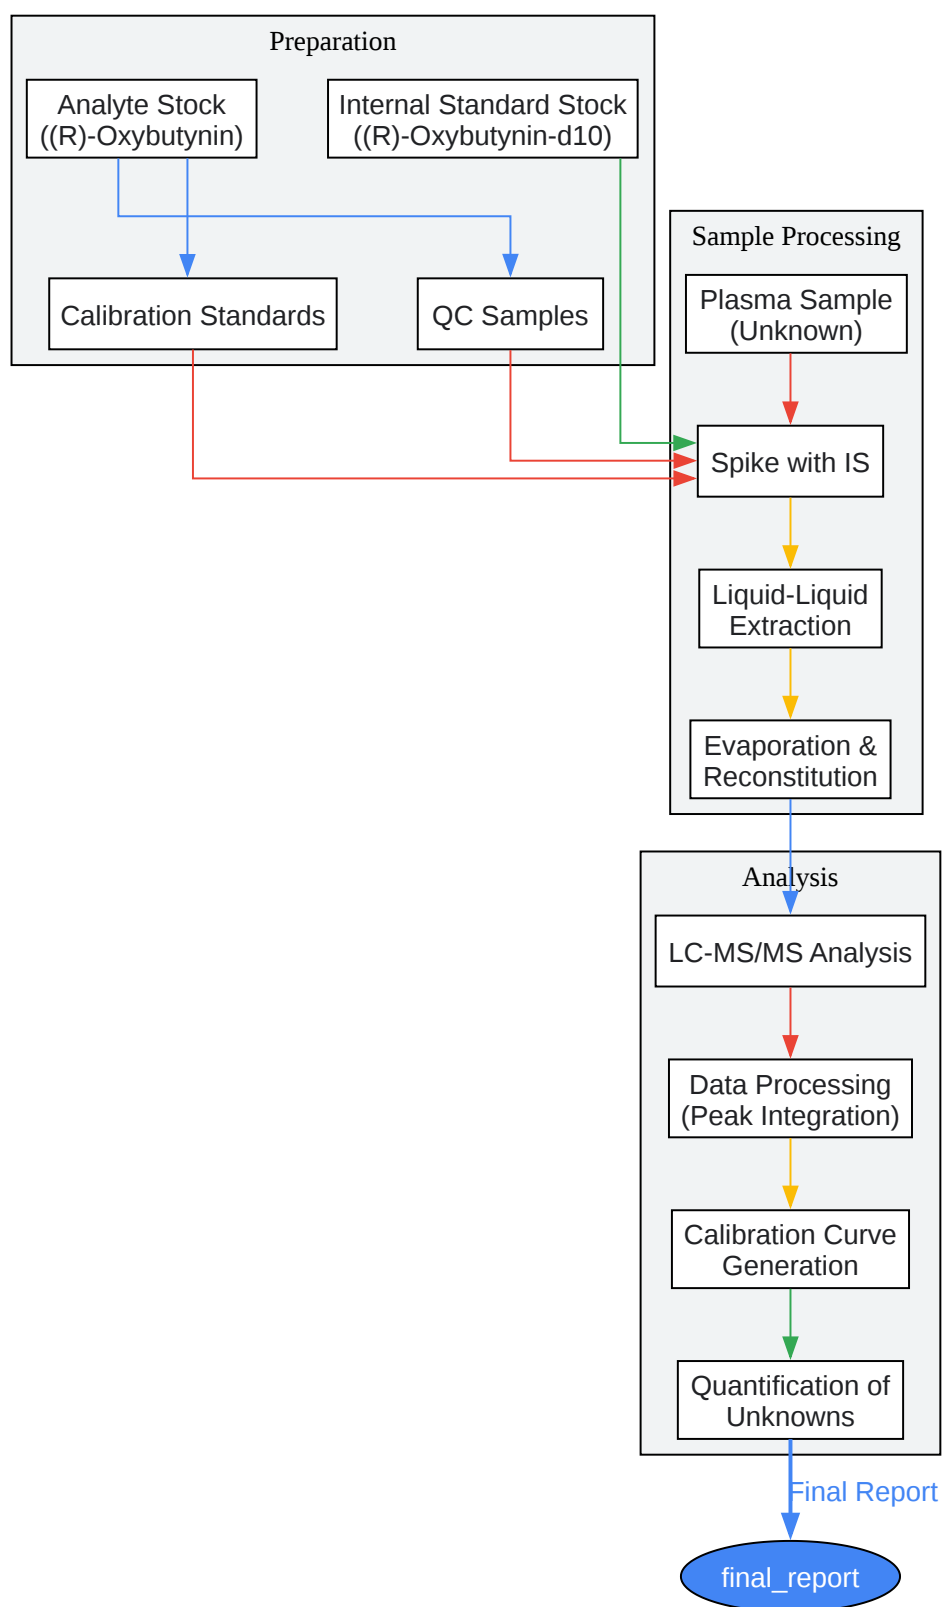 Preparation
Analyte Stock
((R)-Oxybutynin)
Internal Standard Stock
((R)-Oxybutynin-d10)
Calibration Standards
QC Samples
Sample Processing
Plasma Sample
(Unknown)
Spike with IS
Liquid-Liquid
Extraction
Evaporation &
Reconstitution
Analysis
LC-MS/MS Analysis
Data Processing
(Peak Integration)
Calibration Curve
Generation
Quantification of
Unknowns
Final Report
final_report